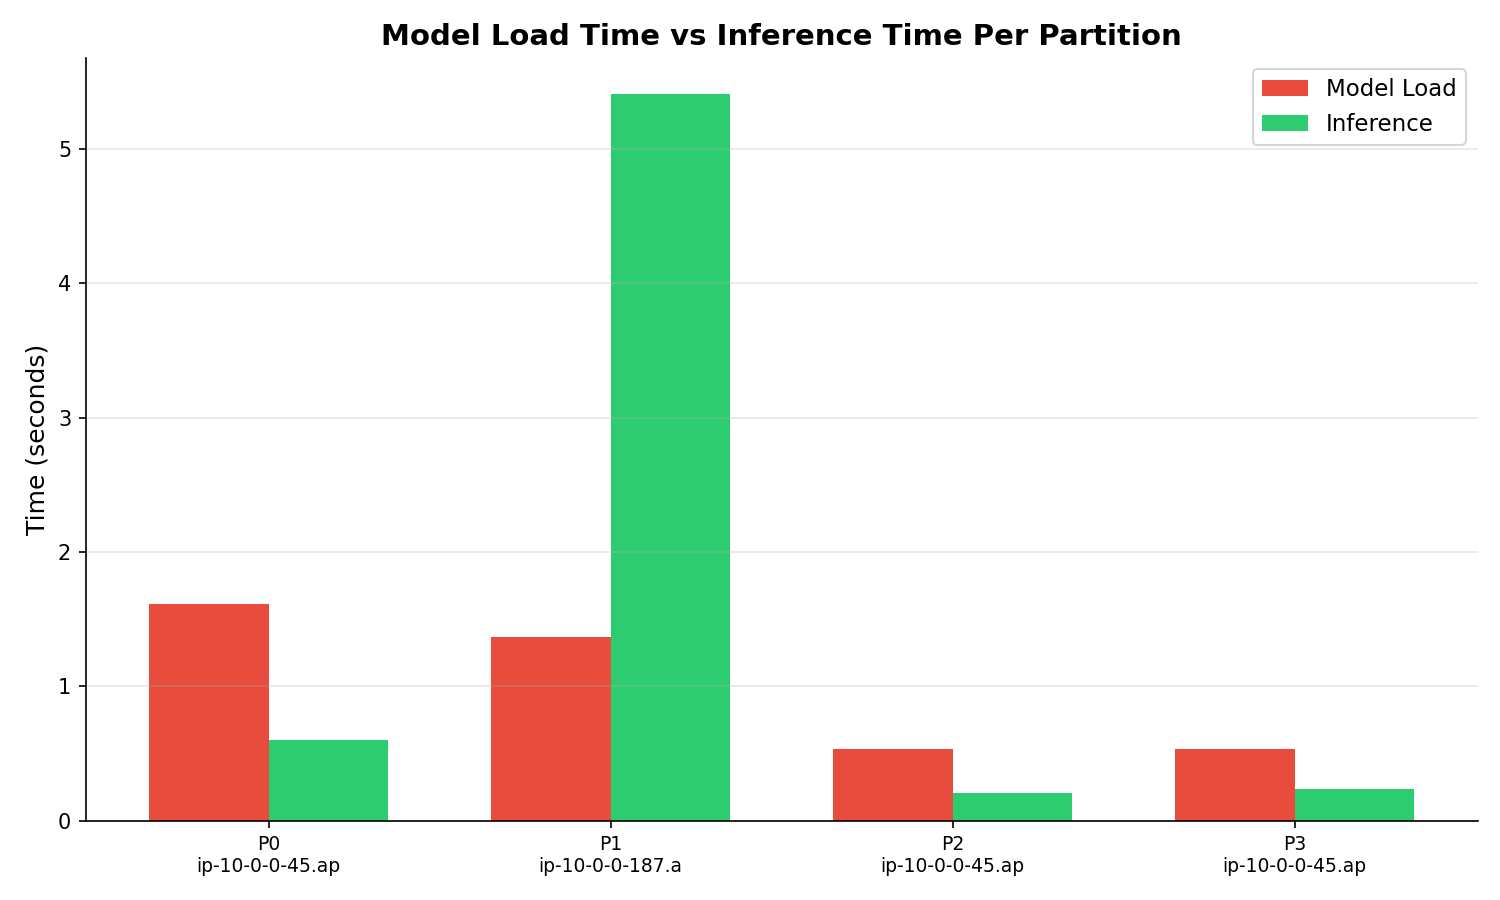 Model Load Time vs Inference Time Per Partition
Model Load
Inference
Time (seconds)
5
4
3
2
1
0
P0
ip-10-0-0-45.ap
P1
ip-10-0-0-187.a
P2
ip-10-0-0-45.ap
P3
ip-10-0-0-45.ap